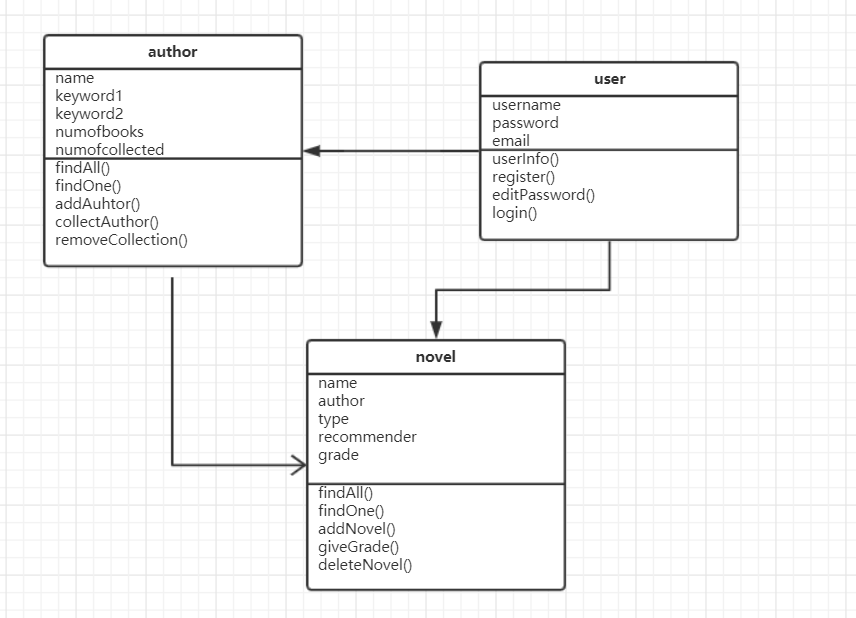 author
name
keyword1
keyword2
numofbooks
numofcollected
findAll()
findOne()
addAuhtor()
collectAuthor()
removeCollection()
user
username
password
email
userInfo()
register()
editPassword()
login()
novel
name
author
type
recommender
grade
findAll()
findOne()
addNovel()
giveGrade()
deleteNovel()